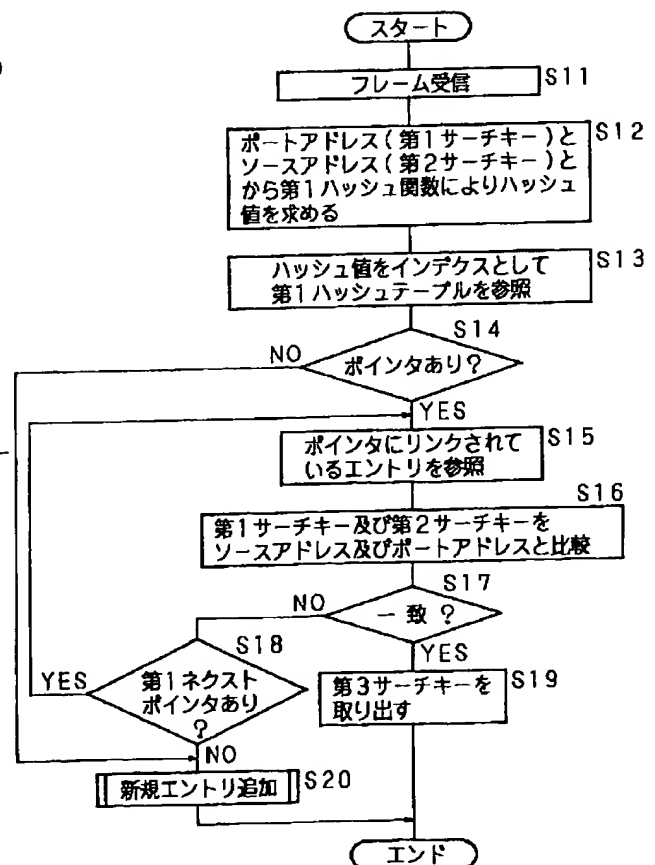 スタート
フレーム受信
S11
ポートアドレス(第1サーチキー)と
ソースアドレス(第2サーチキー)と
から第1ハッシュ関数によりハッシュ
値を求める
S12
ハッシュ値をインデクスとして
第1ハッシュテーブルを参照
S13
S14
NO
ポインタあり?
YES
ポインタにリンクされて
いるエントリを参照
S15
S16
第1サーチキー及び第2サーチキーを
ソースアドレス及びポートアドレスと比較
S17
NO
一致?
YES
S18
YES
第1ネクスト
ポインタあり
?
第3サーチキーを
取り出す
S19
NO
新規エントリ追加
S20
エンド